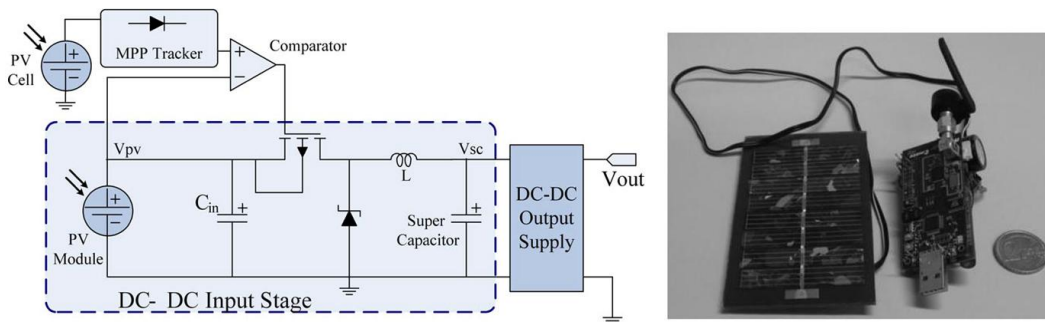 PV
Cell
MPP Tracker
Comparator
+
−
+
−
Vpv
Vsc
L
Cin
+
+
−
PV
Module
+
Super
Capacitor
DC-DC
Output
Supply
Vout
DC- DC Input Stage